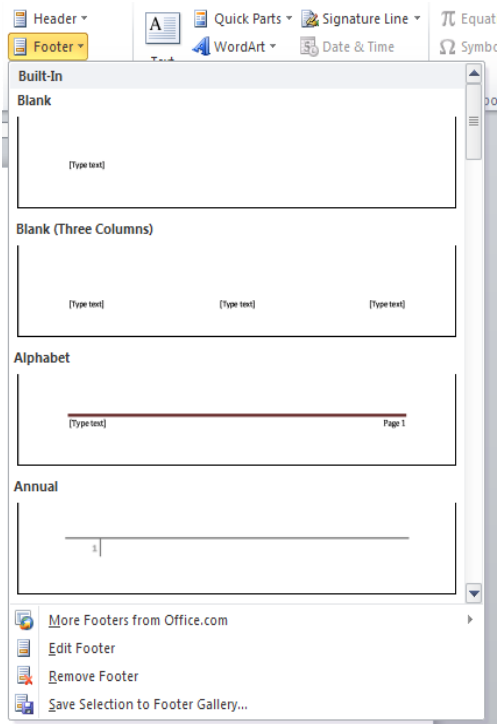 Header
Footer
A
Quick Parts
Signature Line
WordArt
Date & Time
π Equat
Ω Symbo
Built-In
Blank
[Type text]
Blank (Three Columns)
[Type text] [Type text] [Type text]
Alphabet
[Type text] Page 1
Annual
1
More Footers from Office.com
Edit Footer
Remove Footer
Save Selection to Footer Gallery...